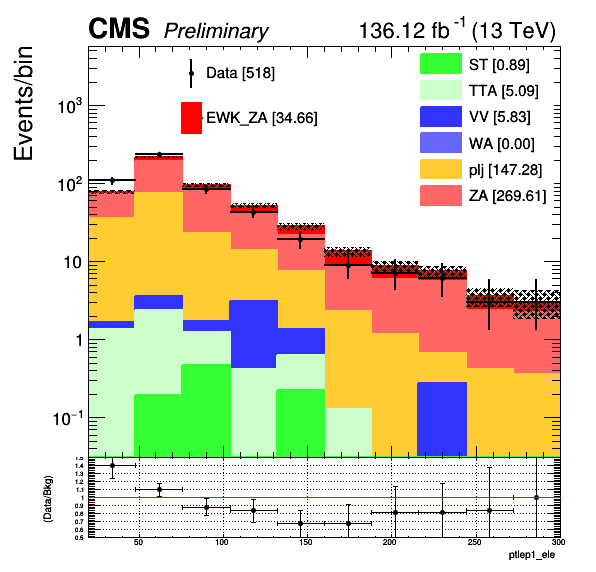 CMS Preliminary 136.12 fb⁻¹ (13 TeV)
Events/bin
Data [518]
EWK_ZA [34.66]
ST [0.89]
TTA [5.09]
VV [5.83]
WA [0.00]
plj [147.28]
ZA [269.61]
10³
10²
10
1
10⁻¹
(Data/Bkg)
1.5
1.4
1.3
1.2
1.1
1
0.9
0.8
0.7
0.6
0.5
50 100 150 200 250 300
ptlep1_ele